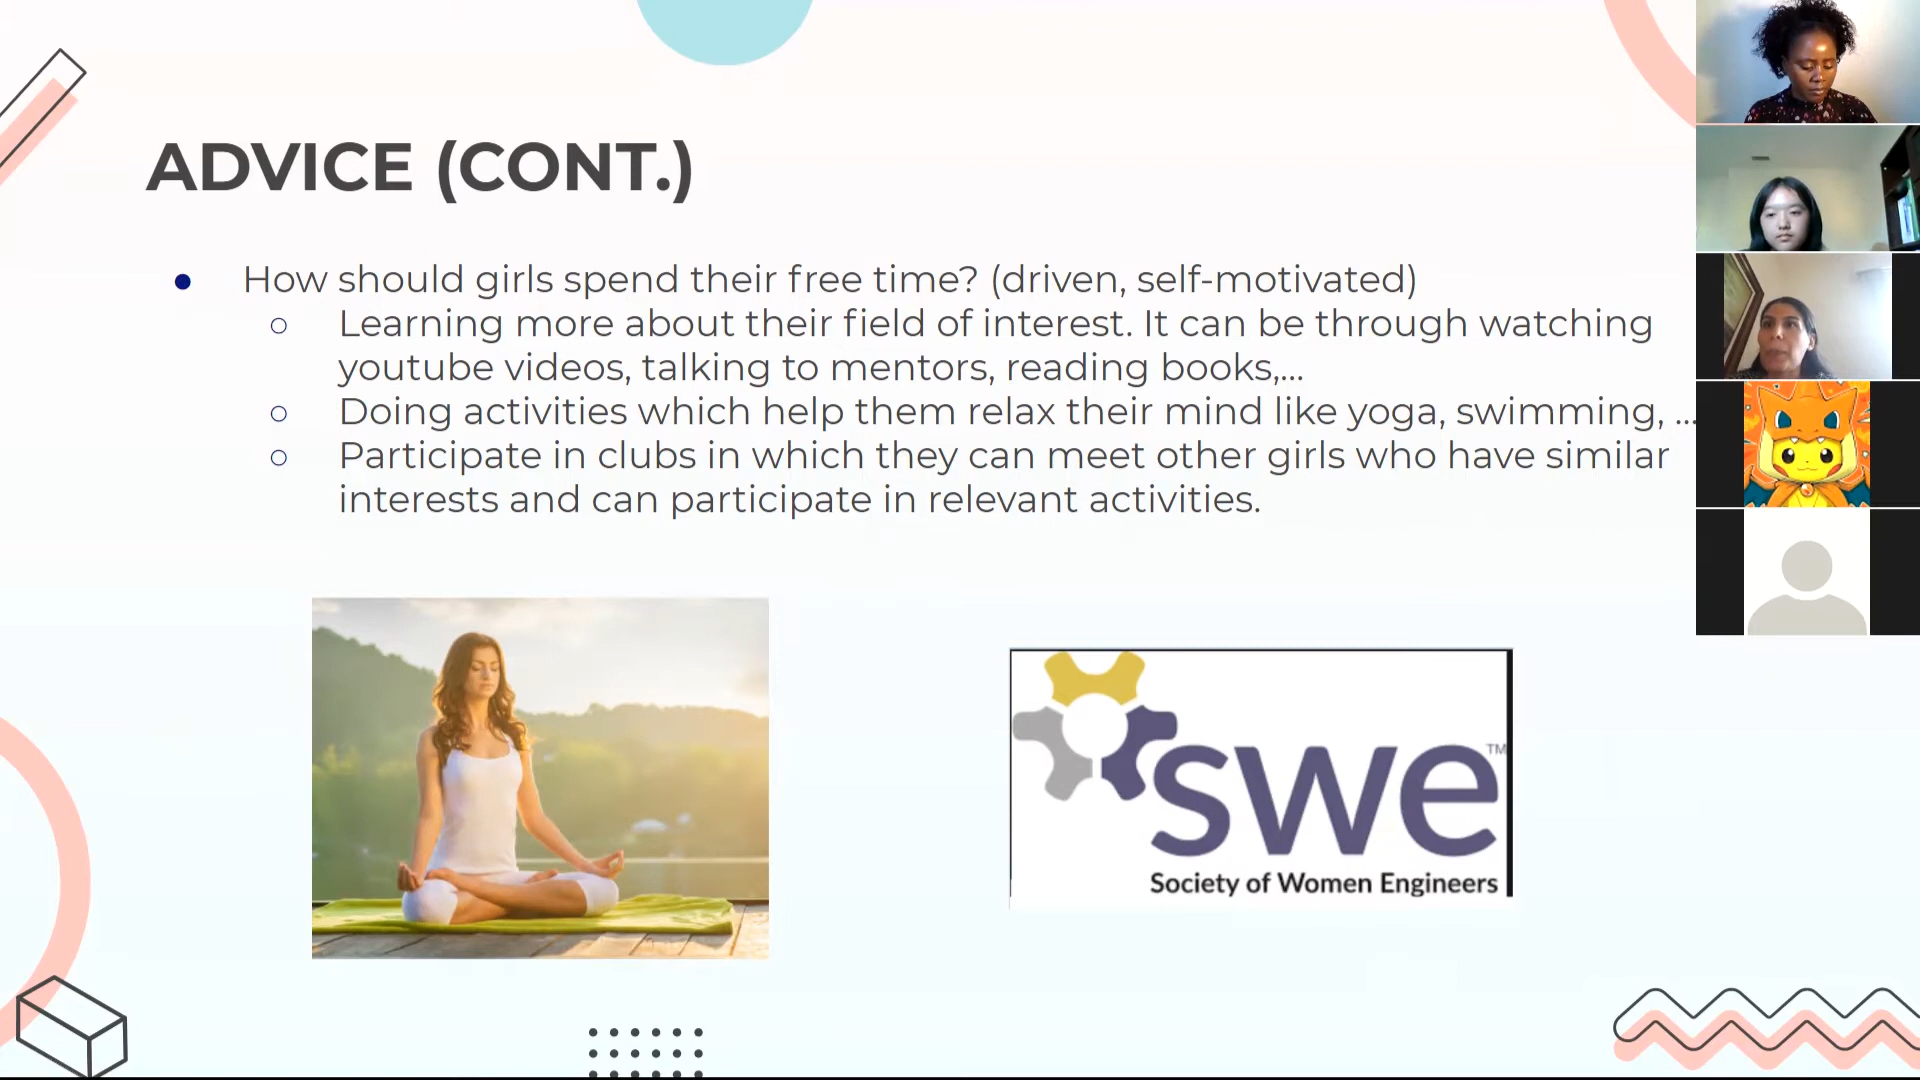 ADVICE (CONT.)
● How should girls spend their free time? (driven, self-motivated)
○ Learning more about their field of interest. It can be through watching
youtube videos, talking to mentors, reading books,...
○ Doing activities which help them relax their mind like yoga, swimming, ...
○ Participate in clubs in which they can meet other girls who have similar
interests and can participate in relevant activities.
swe™
Society of Women Engineers